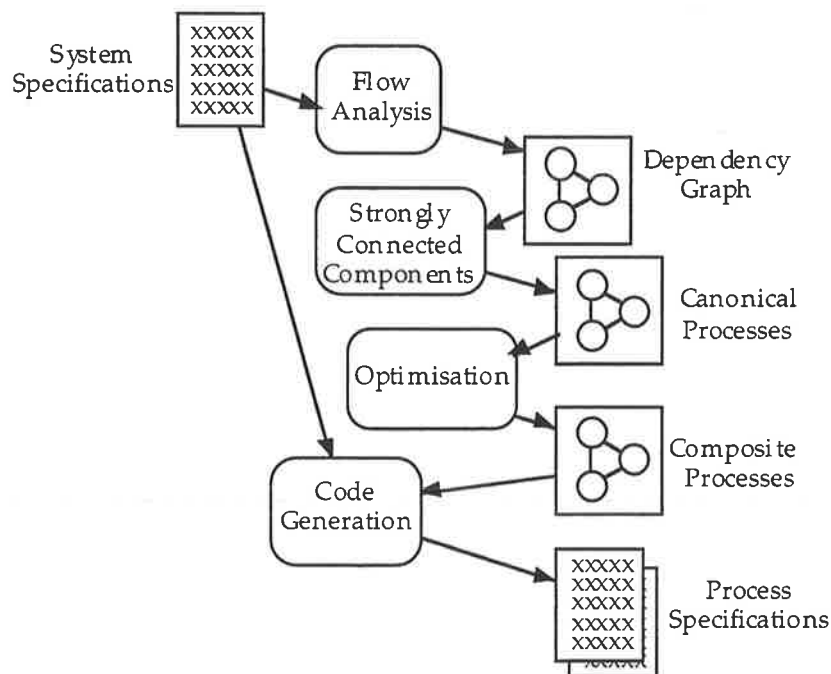 System
Specifications
XXXXX
XXXXX
XXXXX
XXXXX
XXXXX
Flow
Analysis
Dependency
Graph
Strongly
Connected
Components
Canonical
Processes
Optimisation
Composite
Processes
Code
Generation
XXXXX
XXXXX
XXXXX
XXXXX
XXXXX
Process
Specifications